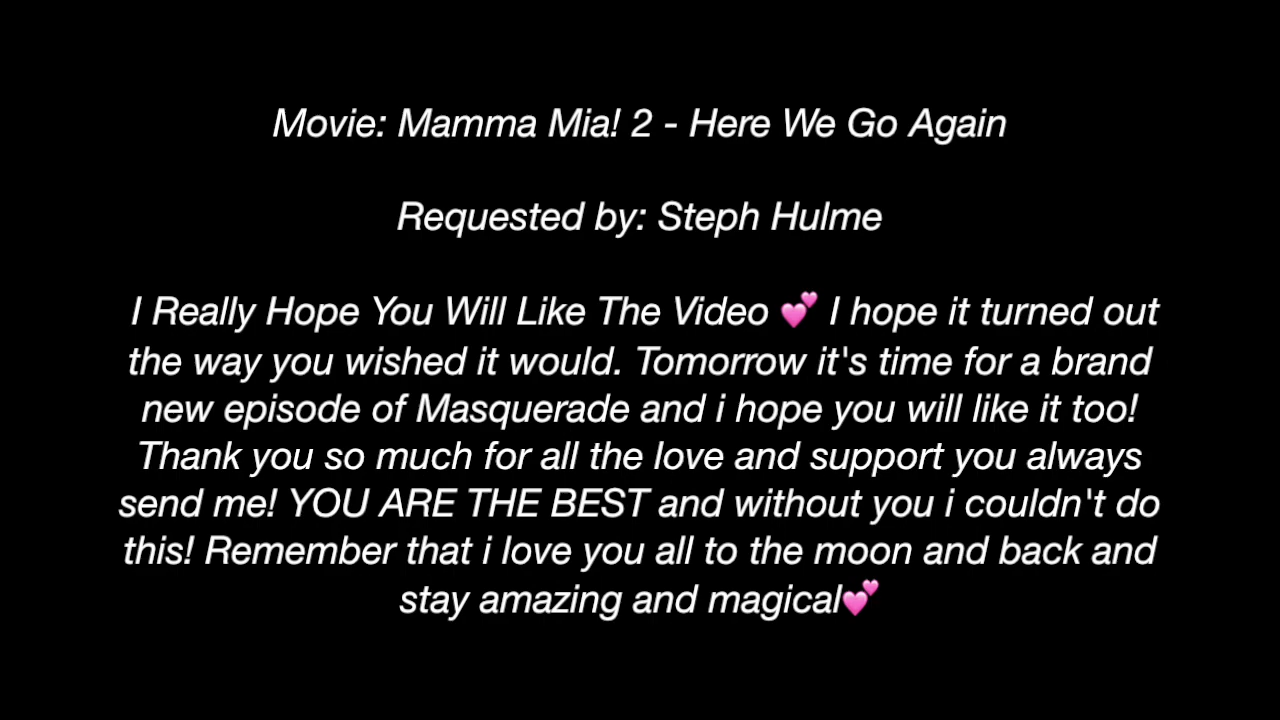 Movie: Mamma Mia! 2 - Here We Go Again
Requested by: Steph Hulme
I Really Hope You Will Like The Video 💕 I hope it turned out
the way you wished it would. Tomorrow it's time for a brand
new episode of Masquerade and i hope you will like it too!
Thank you so much for all the love and support you always
send me! YOU ARE THE BEST and without you i couldn't do
this! Remember that i love you all to the moon and back and
stay amazing and magical💕